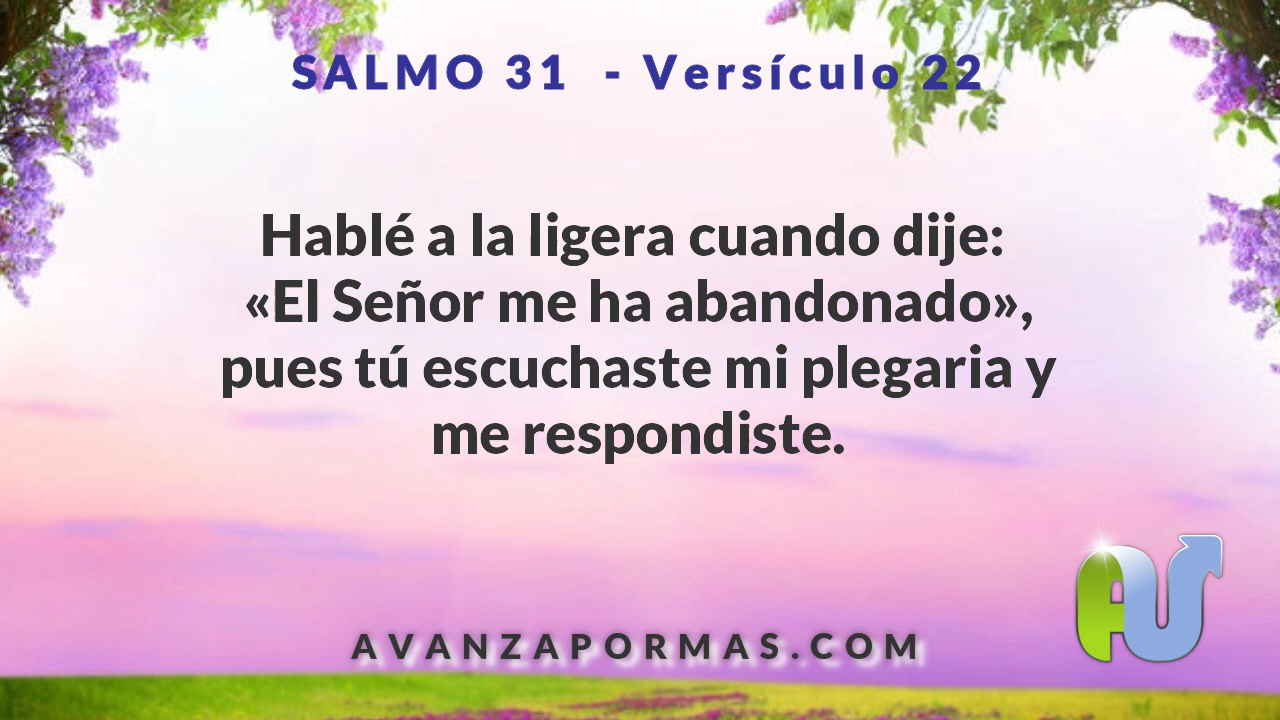 SALMO 31 - Versículo 22
Hablé a la ligera cuando dije:
«El Señor me ha abandonado»,
pues tú escuchaste mi plegaria y
me respondiste.
AVANZAPORMAS.COM